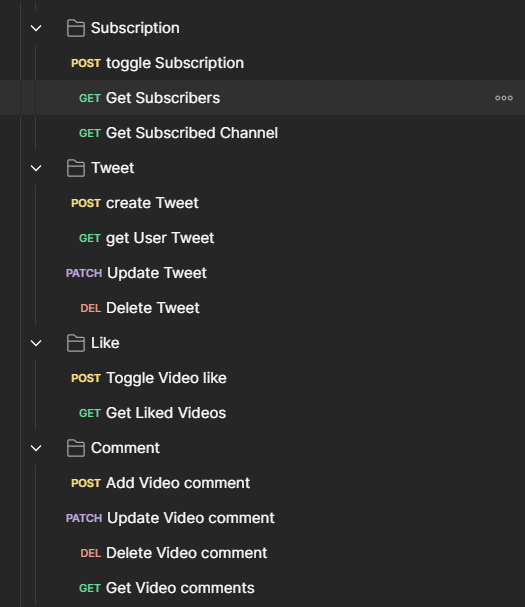 Subscription
POST toggle Subscription
GET Get Subscribers
GET Get Subscribed Channel
Tweet
POST create Tweet
GET get User Tweet
PATCH Update Tweet
DEL Delete Tweet
Like
POST Toggle Video like
GET Get Liked Videos
Comment
POST Add Video comment
PATCH Update Video comment
DEL Delete Video comment
GET Get Video comments